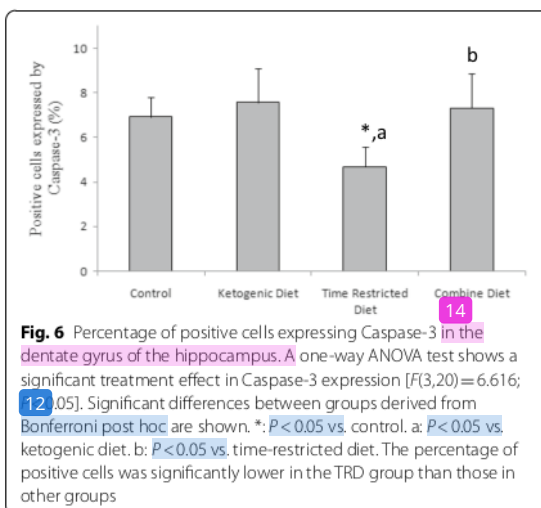 10
b
8
*,a
6
4
2
0
Positive cells expressed by
Caspase-3 (%)
Control
Ketogenic Diet
Time Restricted
Diet
Combine Diet
14
Fig. 6 Percentage of positive cells expressing Caspase-3 in the
dentate gyrus of the hippocampus. A one-way ANOVA test shows a
significant treatment effect in Caspase-3 expression [F(3,20) = 6.616;
12 .05]. Significant differences between groups derived from
Bonferroni post hoc are shown. *: P < 0.05 vs. control. a: P < 0.05 vs.
ketogenic diet. b: P < 0.05 vs. time-restricted diet. The percentage of
positive cells was significantly lower in the TRD group than those in
other groups